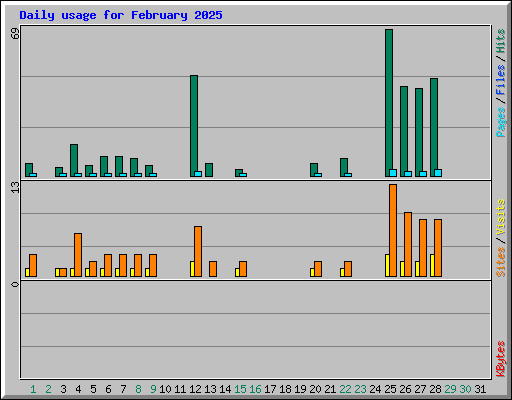 Daily usage for February 2025
69
Pages / Files / Hits
13
Sites / Visits
0
KBytes
1 2 3 4 5 6 7 8 9 10 11 12 13 14 15 16 17 18 19 20 21 22 23 24 25 26 27 28 29 30 31